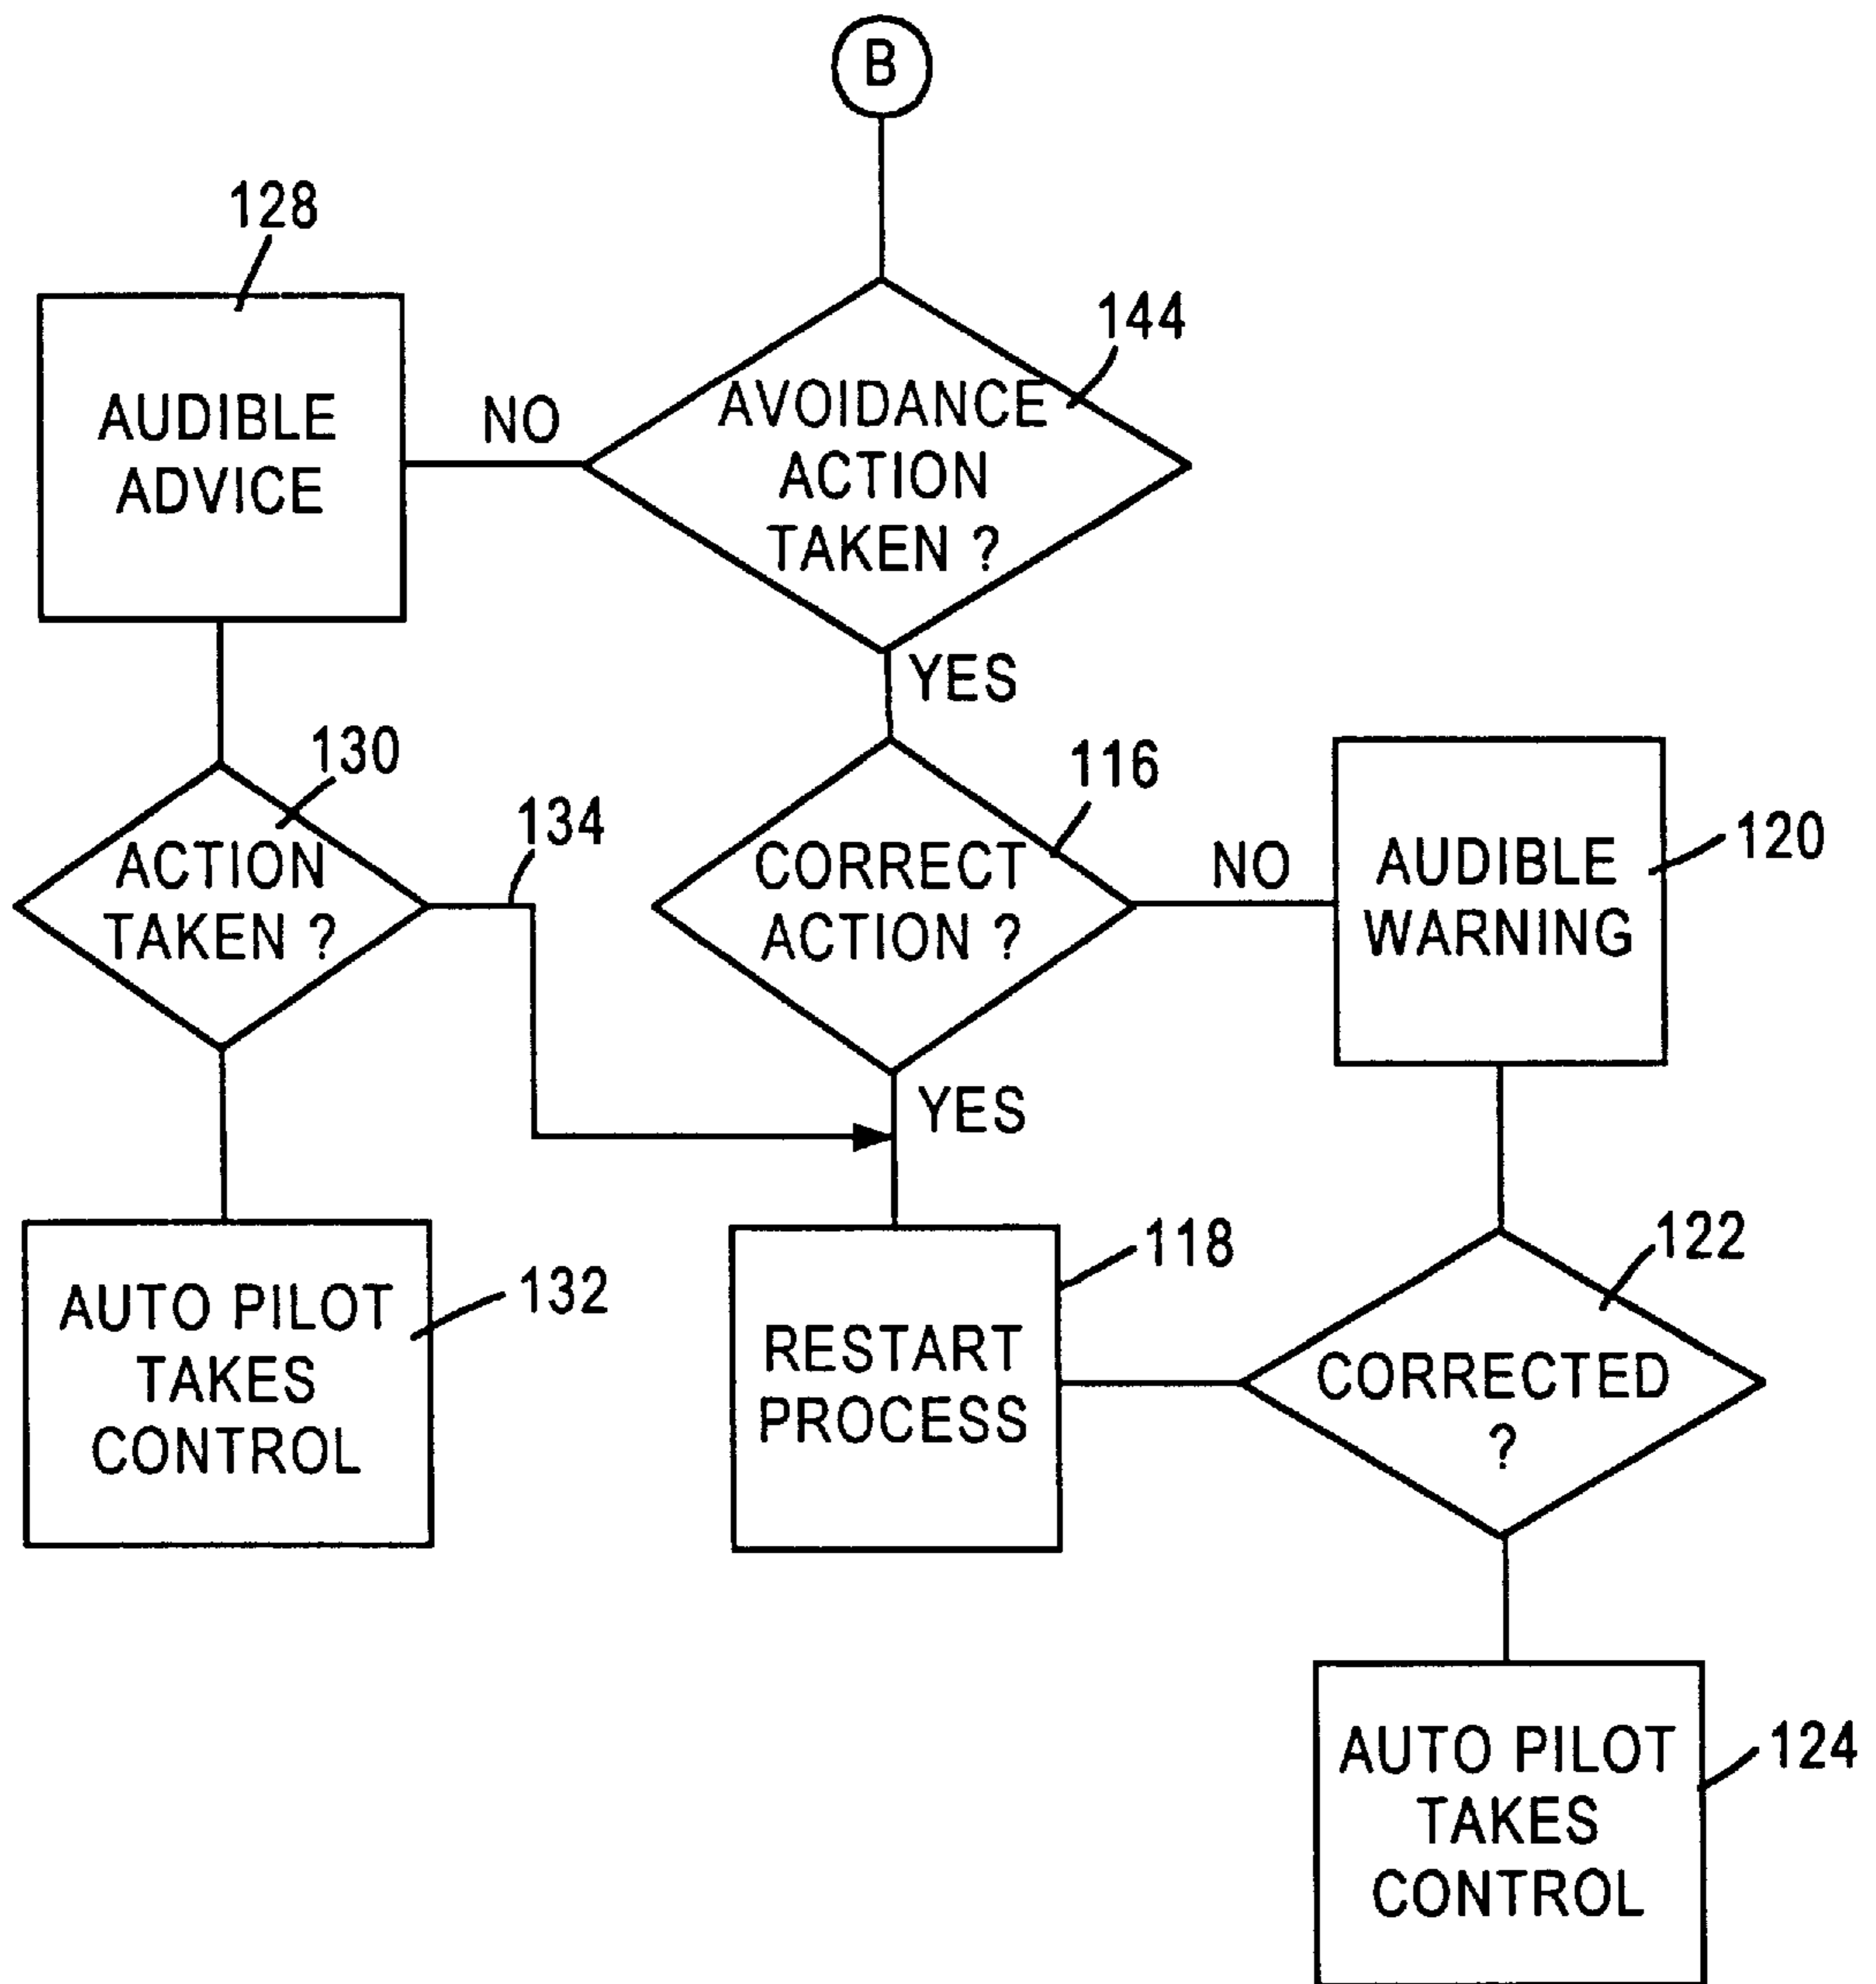 B
128
144
AUDIBLE
ADVICE
NO
AVOIDANCE
ACTION
TAKEN ?
YES
130
134
116
ACTION
TAKEN ?
CORRECT
ACTION ?
NO
AUDIBLE
WARNING
120
YES
AUTO PILOT
TAKES
CONTROL
132
RESTART
PROCESS
118
122
CORRECTED
?
AUTO PILOT
TAKES
CONTROL
124